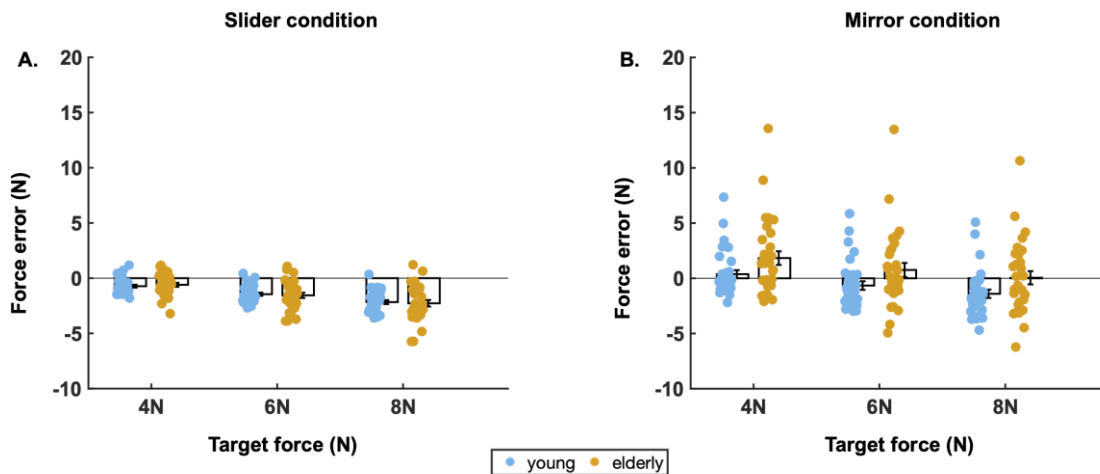 Slider condition
A.
20
15
10
5
0
-5
-10
Force error (N)
4N 6N 8N
Target force (N)
Mirror condition
B.
20
15
10
5
0
-5
-10
Force error (N)
4N 6N 8N
Target force (N)
young elderly